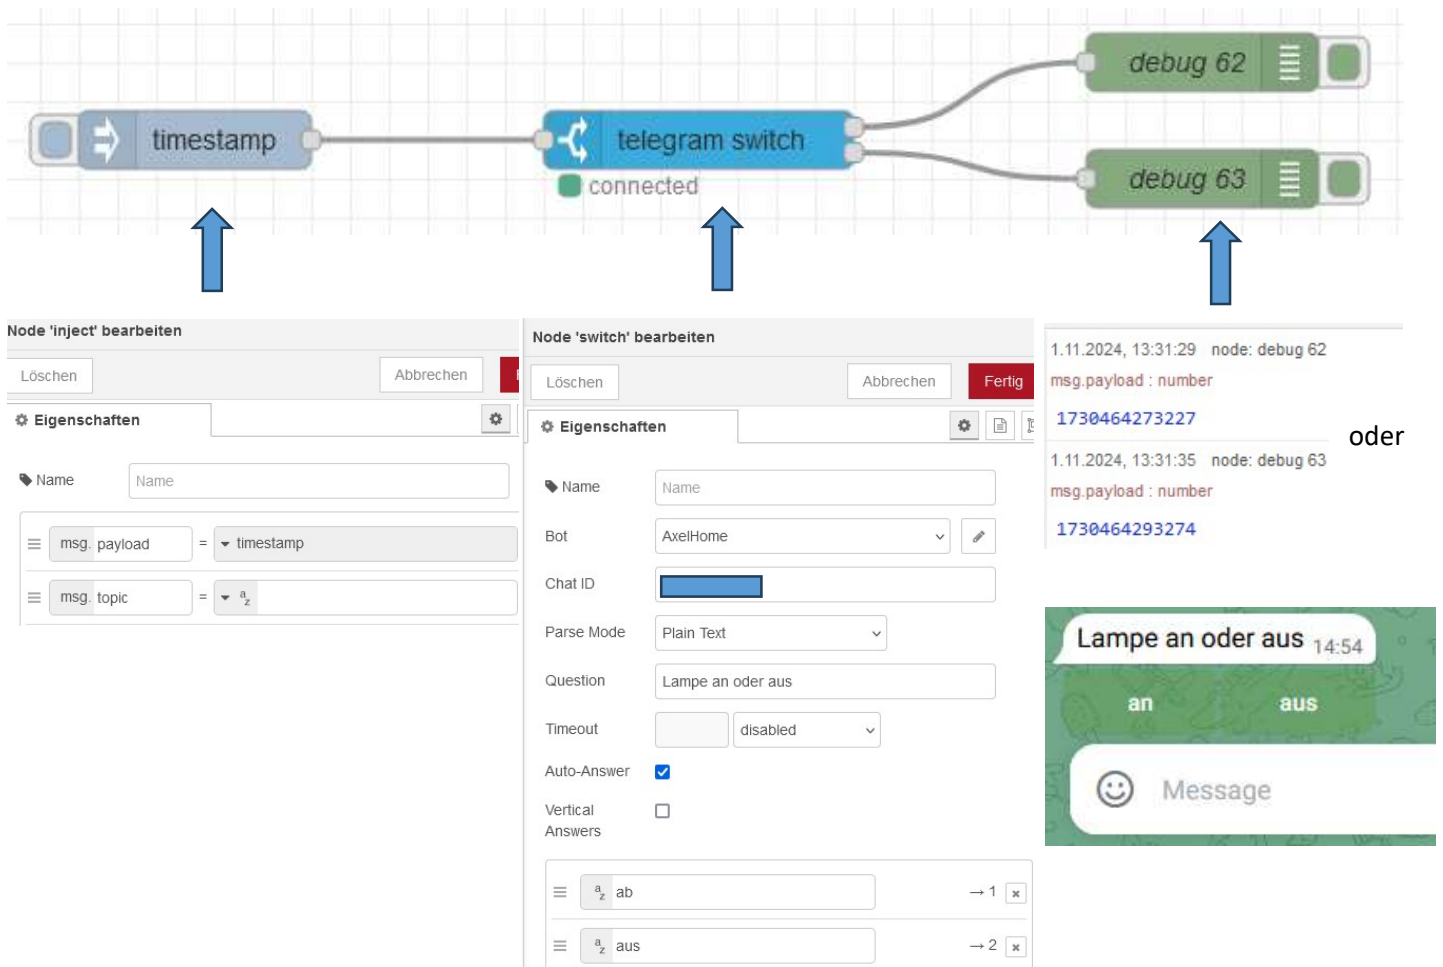 timestamp
telegram switch
connected
debug 62
debug 63
Node 'inject' bearbeiten
Löschen
Abbrechen
Eigenschaften
Name
Name
msg. payload = timestamp
msg. topic = az
Node 'switch' bearbeiten
Löschen
Abbrechen
Fertig
Eigenschaften
Name
Name
Bot
AxelHome
Chat ID
Parse Mode
Plain Text
Question
Lampe an oder aus
Timeout
disabled
Auto-Answer
Vertical
Answers
az ab → 1 x
az aus → 2 x
1.11.2024, 13:31:29 node: debug 62
msg.payload : number
1730464273227
oder
1.11.2024, 13:31:35 node: debug 63
msg.payload : number
1730464293274
Lampe an oder aus 14:54
an aus
Message